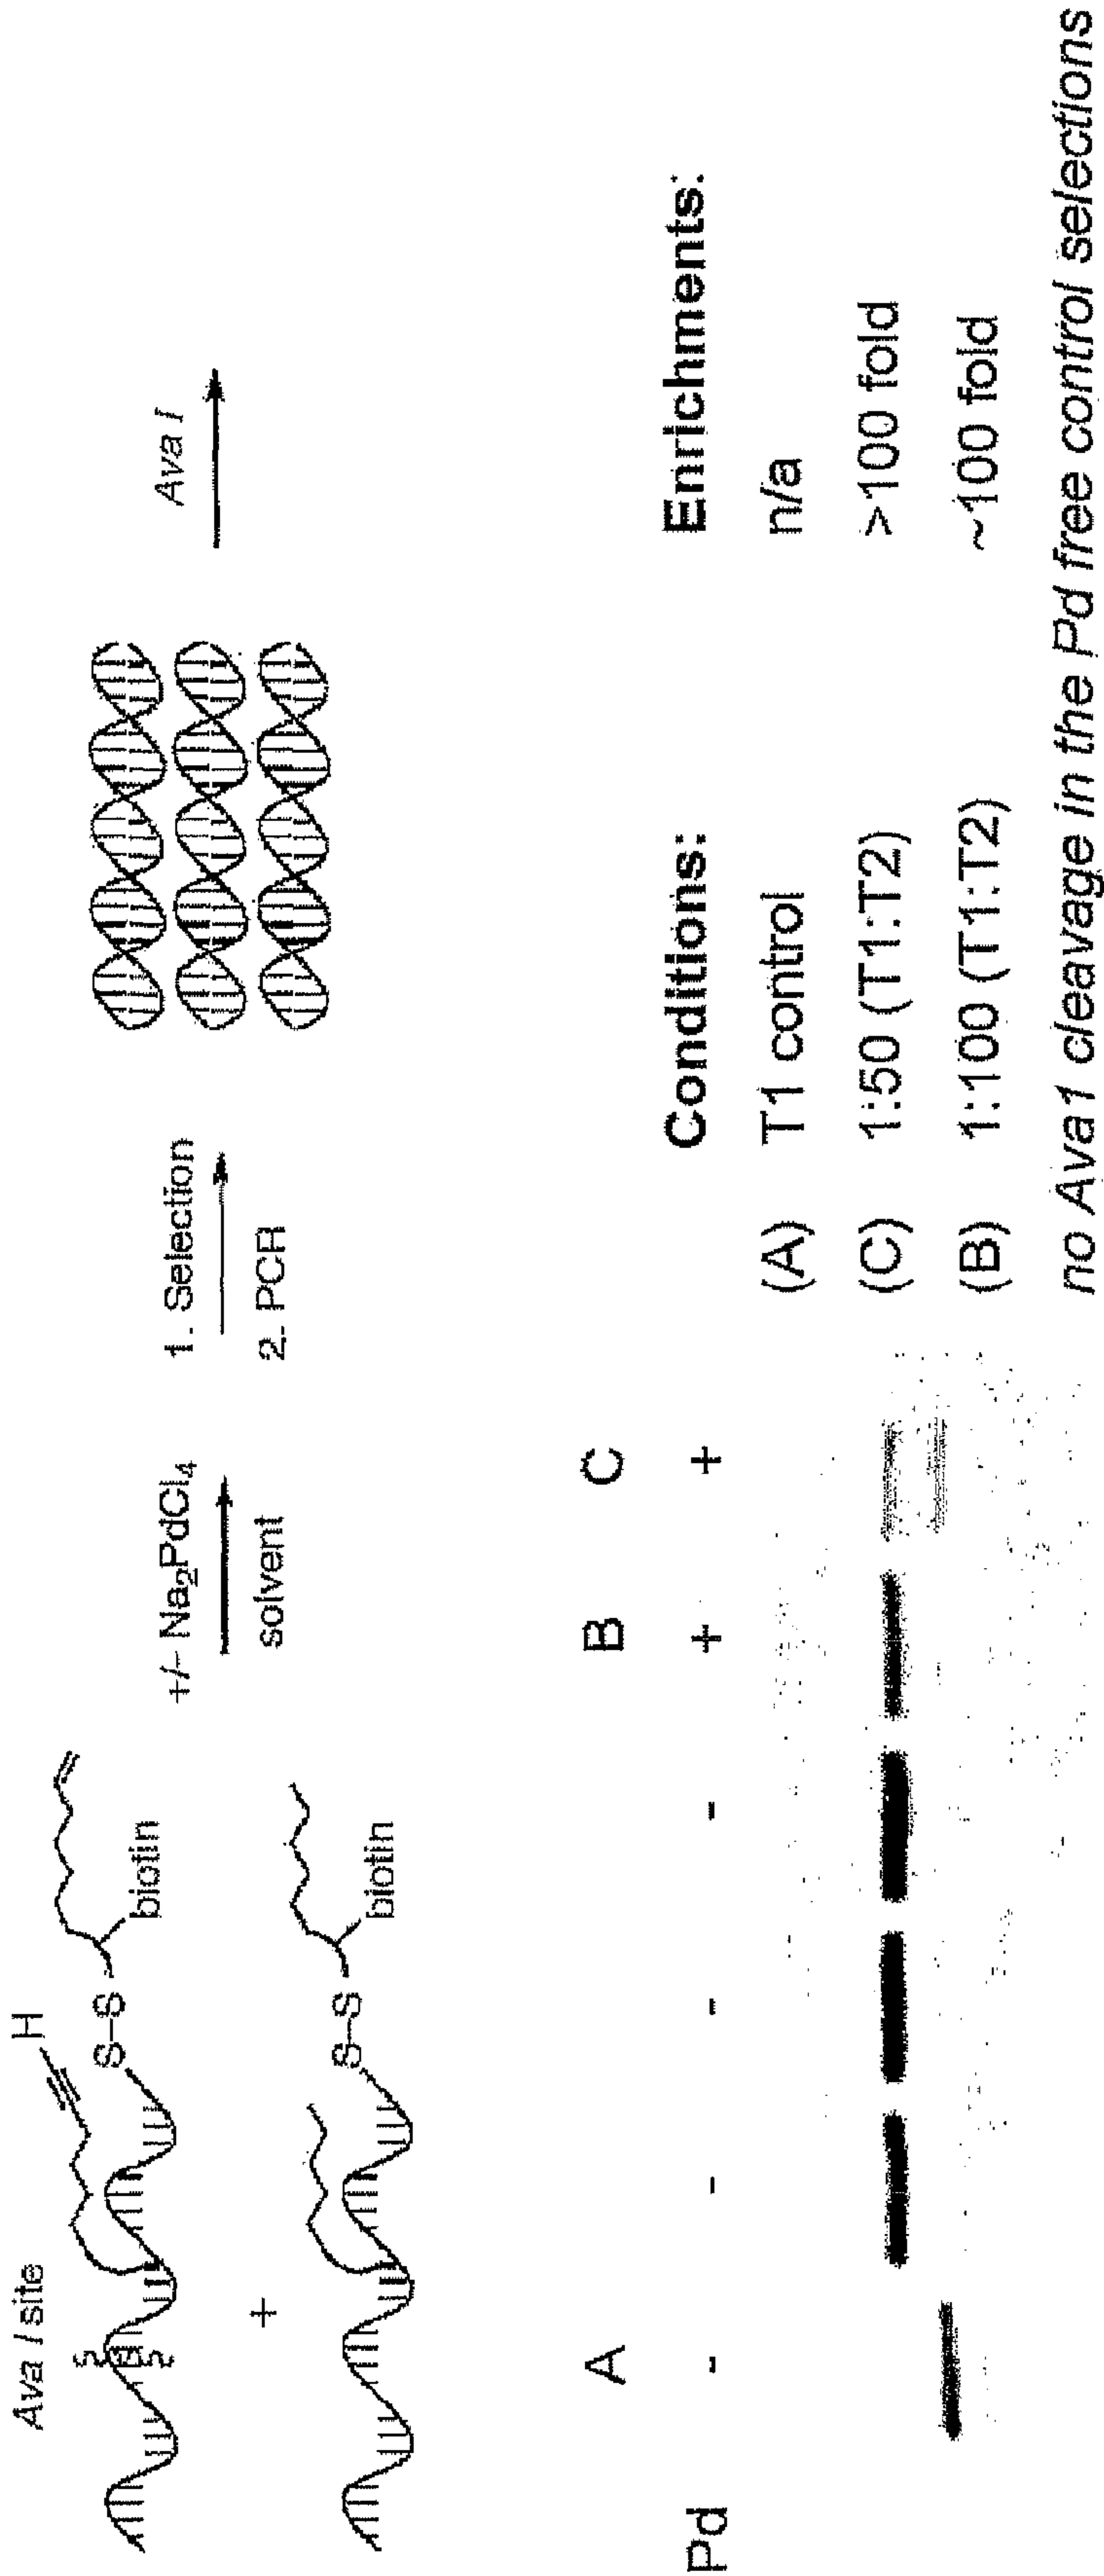 Ava I site
H
S–S
biotin
+
S–S
biotin
+/- Na2PdCl4
solvent
1. Selection
2. PCR
Ava I
A B C
Pd - - - - + +
Conditions: Enrichments:
(A) T1 control n/a
(C) 1:50 (T1:T2) >100 fold
(B) 1:100 (T1:T2) ~100 fold
no Ava1 cleavage in the Pd free control selections